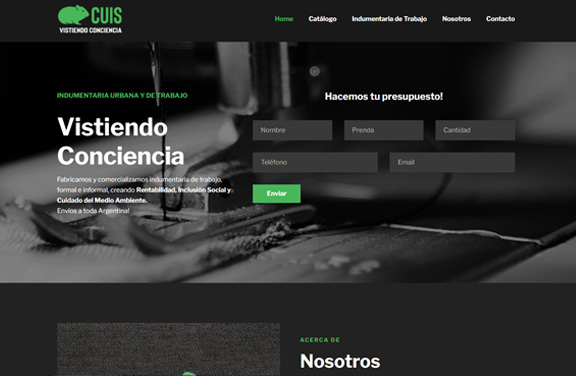 CUIS
VISTIENDO CONCIENCIA
Home Catálogo Indumentaria de Trabajo Nosotros Contacto
INDUMENTARIA URBANA Y DE TRABAJO
Vistiendo
Conciencia
Fabricamos y comercializamos indumentaria de trabajo,
formal e informal, creando Rentabilidad, Inclusión Social y
Cuidado del Medio Ambiente.
Envíos a toda Argentina!
Hacemos tu presupuesto!
Nombre Prenda Cantidad
Teléfono Email
Enviar
ACERCA DE
Nosotros